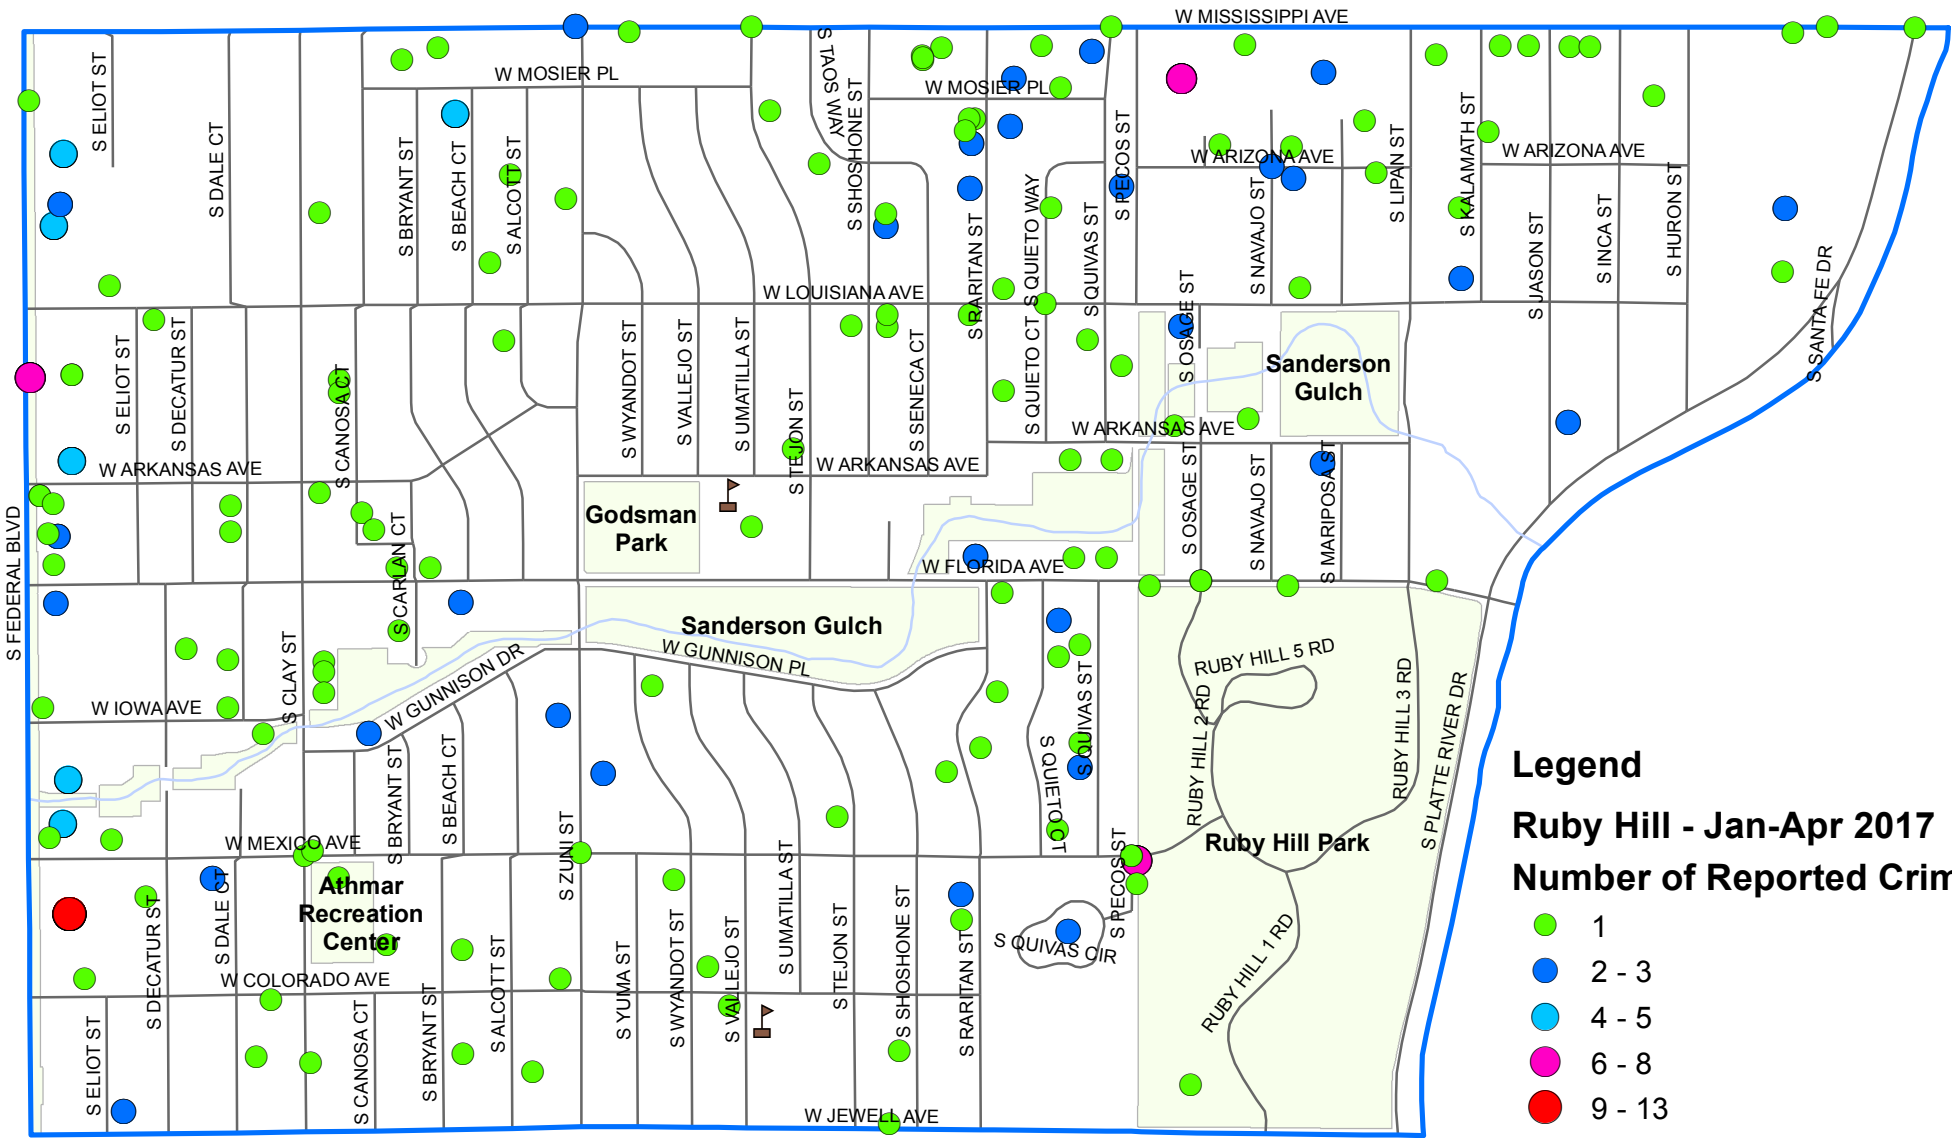 W MISSISSIPPI AVE
S ELIOT ST
S DALE CT
W MOSIER PL
S BRYANT ST
S BEACH CT
S ALCOTT ST
S TAOS WAY
S SHOSHONE ST
W MOSIER PL
S RARITAN ST
S QUIETO WAY
S QUIVAS ST
S PECOS ST
W ARIZONA AVE
S NAVAJO ST
S LIPAN ST
S KALAMATH ST
W ARIZONA AVE
S JASON ST
S INCA ST
S HURON ST
S SANTA FE DR
W LOUISIANA AVE
S ELIOT ST
S DECATUR ST
S CANOSA CT
S WYANDOT ST
S VALLEJO ST
S UMATILLA ST
S TEJON ST
S SENECA CT
S QUIETO CT
S OSAGE ST
Sanderson
Gulch
W ARKANSAS AVE
W ARKANSAS AVE
W ARKANSAS AVE
S FEDERAL BLVD
S CARLAN CT
Godsman
Park
S OSAGE ST
S NAVAJO ST
S MARIPOSA ST
W FLORIDA AVE
Sanderson Gulch
W GUNNISON PL
W GUNNISON DR
S CLAY ST
W IOWA AVE
S QUIVAS ST
S QUIETO CT
RUBY HILL 5 RD
RUBY HILL 2 RD
RUBY HILL 3 RD
S PLATTE RIVER DR
S BRYANT ST
S BEACH CT
S ZUNI ST
W MEXICO AVE
Ruby Hill Park
S PECOS ST
Athmar
Recreation
Center
S DECATUR ST
S DALE CT
S ALCOTT ST
S YUMA ST
S WYANDOT ST
S VALLEJO ST
S UMATILLA ST
S TEJON ST
S SHOSHONE ST
S RARITAN ST
S QUIVAS CIR
RUBY HILL 1 RD
W COLORADO AVE
S ELIOT ST
S CANOSA CT
S BRYANT ST
W JEWELL AVE
Legend
Ruby Hill - Jan-Apr 2017
Number of Reported Crim
1
2 - 3
4 - 5
6 - 8
9 - 13